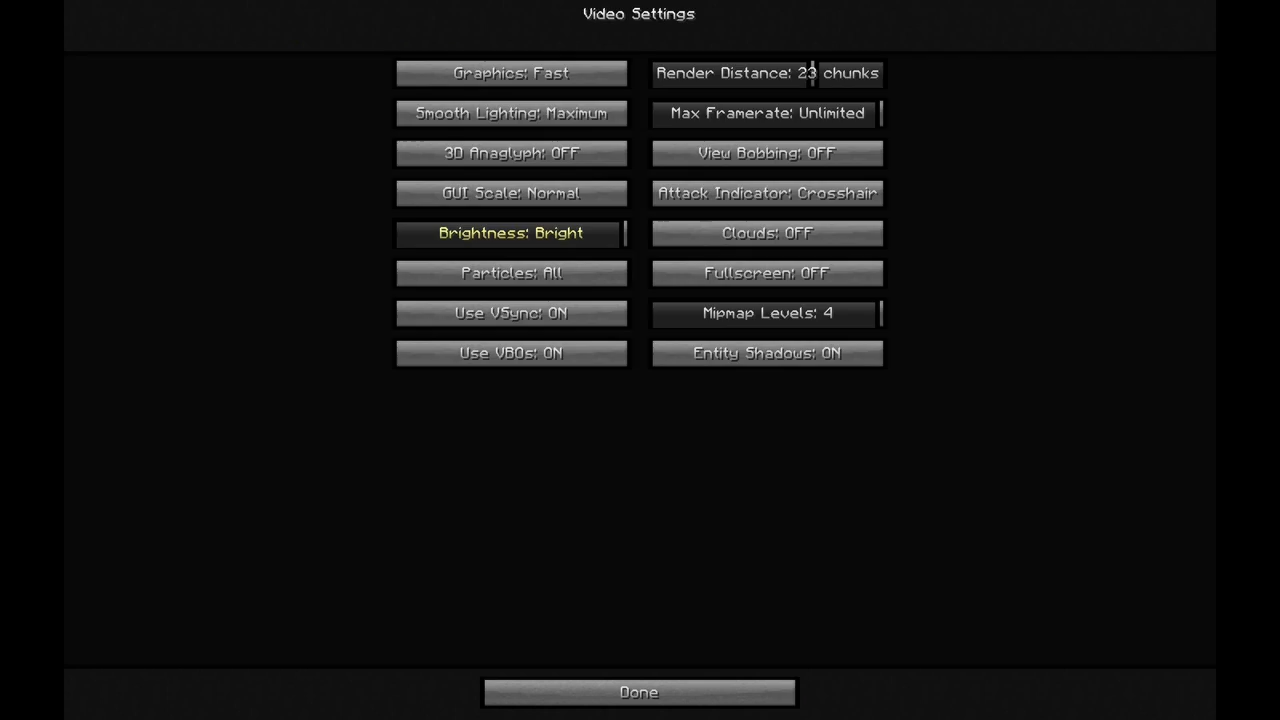 Video Settings
Graphics: Fast
Render Distance: 23 chunks
Smooth Lighting: Maximum
Max Framerate: Unlimited
3D Anaglyph: OFF
View Bobbing: OFF
GUI Scale: Normal
Attack Indicator: Crosshair
Brightness: Bright
Clouds: OFF
Particles: All
Fullscreen: OFF
Use VSync: ON
Mipmap Levels: 4
Use VBOs: ON
Entity Shadows: ON
Done